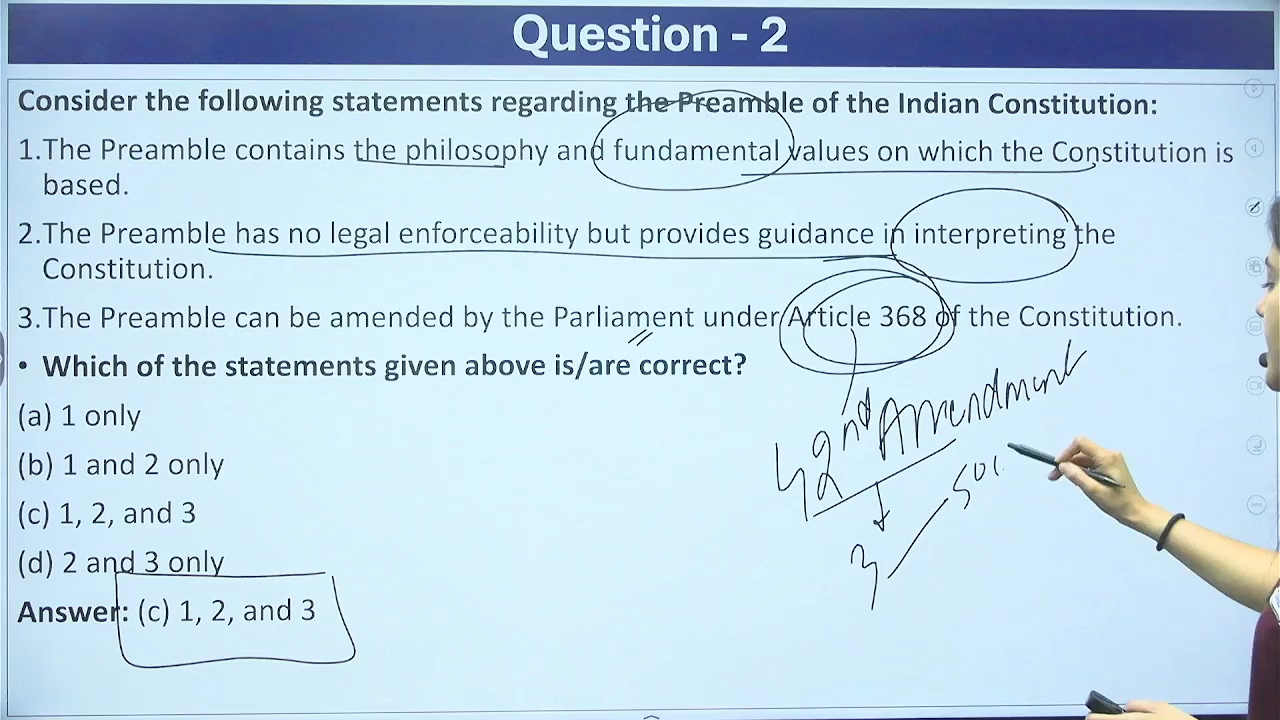 Question - 2
Consider the following statements regarding the Preamble of the Indian Constitution:
1.The Preamble contains the philosophy and fundamental values on which the Constitution is
based.
2.The Preamble has no legal enforceability but provides guidance in interpreting the
Constitution.
3.The Preamble can be amended by the Parliament under Article 368 of the Constitution.
• Which of the statements given above is/are correct?
(a) 1 only
(b) 1 and 2 only
(c) 1, 2, and 3
(d) 2 and 3 only
Answer: (c) 1, 2, and 3
42nd Amendment
3
soc